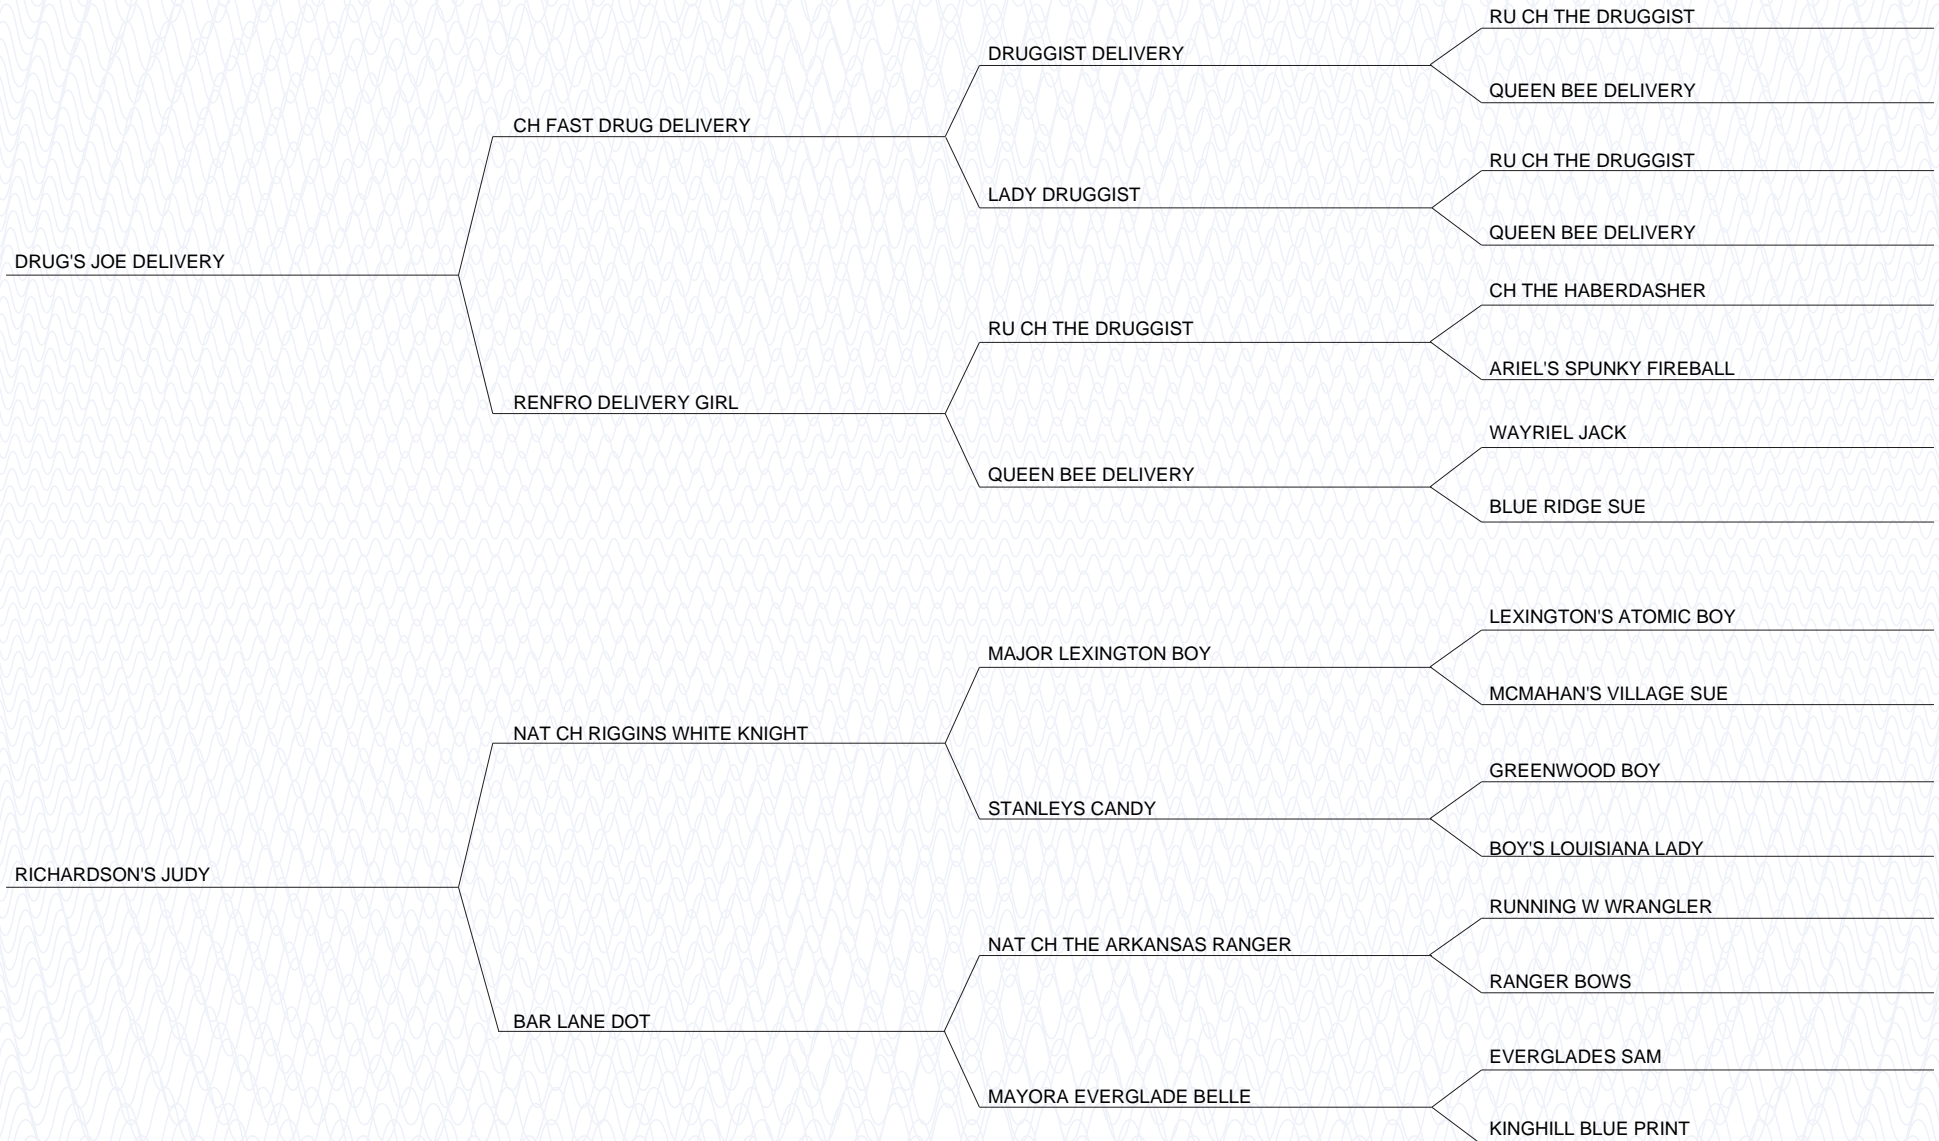 RU CH THE DRUGGIST
DRUGGIST DELIVERY
QUEEN BEE DELIVERY
CH FAST DRUG DELIVERY
RU CH THE DRUGGIST
LADY DRUGGIST
QUEEN BEE DELIVERY
DRUG'S JOE DELIVERY
CH THE HABERDASHER
RU CH THE DRUGGIST
ARIEL'S SPUNKY FIREBALL
RENFRO DELIVERY GIRL
WAYRIEL JACK
QUEEN BEE DELIVERY
BLUE RIDGE SUE
LEXINGTON'S ATOMIC BOY
MAJOR LEXINGTON BOY
MCMAHAN'S VILLAGE SUE
NAT CH RIGGINS WHITE KNIGHT
GREENWOOD BOY
STANLEYS CANDY
BOY'S LOUISIANA LADY
RICHARDSON'S JUDY
RUNNING W WRANGLER
NAT CH THE ARKANSAS RANGER
RANGER BOWS
BAR LANE DOT
EVERGLADES SAM
MAYORA EVERGLADE BELLE
KINGHILL BLUE PRINT